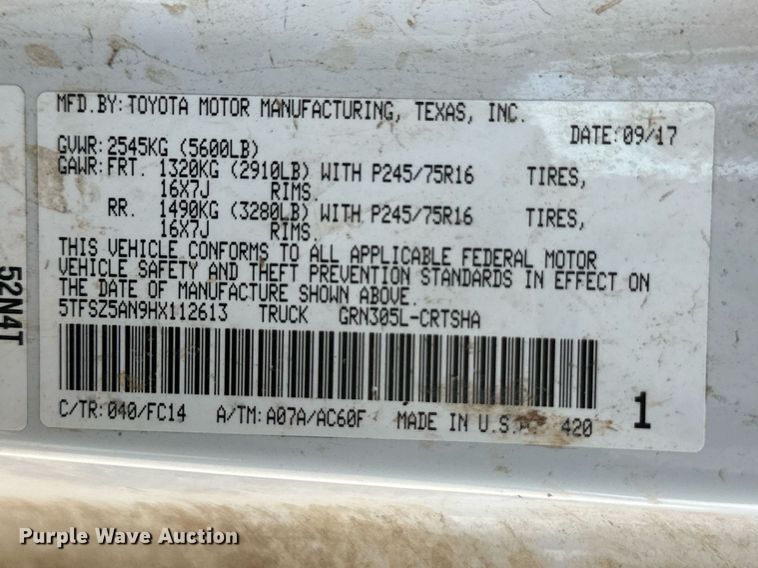 MFD.BY: TOYOTA MOTOR MANUFACTURING, TEXAS, INC.
DATE: 09/17
GVWR: 2545KG (5600LB)
GAWR: FRT. 1320KG (2910LB) WITH P245/75R16 TIRES,
16X7J RIMS.
RR. 1490KG (3280LB) WITH P245/75R16 TIRES,
16X7J RIMS.
THIS VEHICLE CONFORMS TO ALL APPLICABLE FEDERAL MOTOR
VEHICLE SAFETY AND THEFT PREVENTION STANDARDS IN EFFECT ON
THE DATE OF MANUFACTURE SHOWN ABOVE.
5TFSZ5AN9HX112613 TRUCK GRN305L-CRTSHA
C/TR: 040/FC14 A/TM: A07A/AC60F MADE IN U.S. 420 1
52N4T
Purple Wave Auction